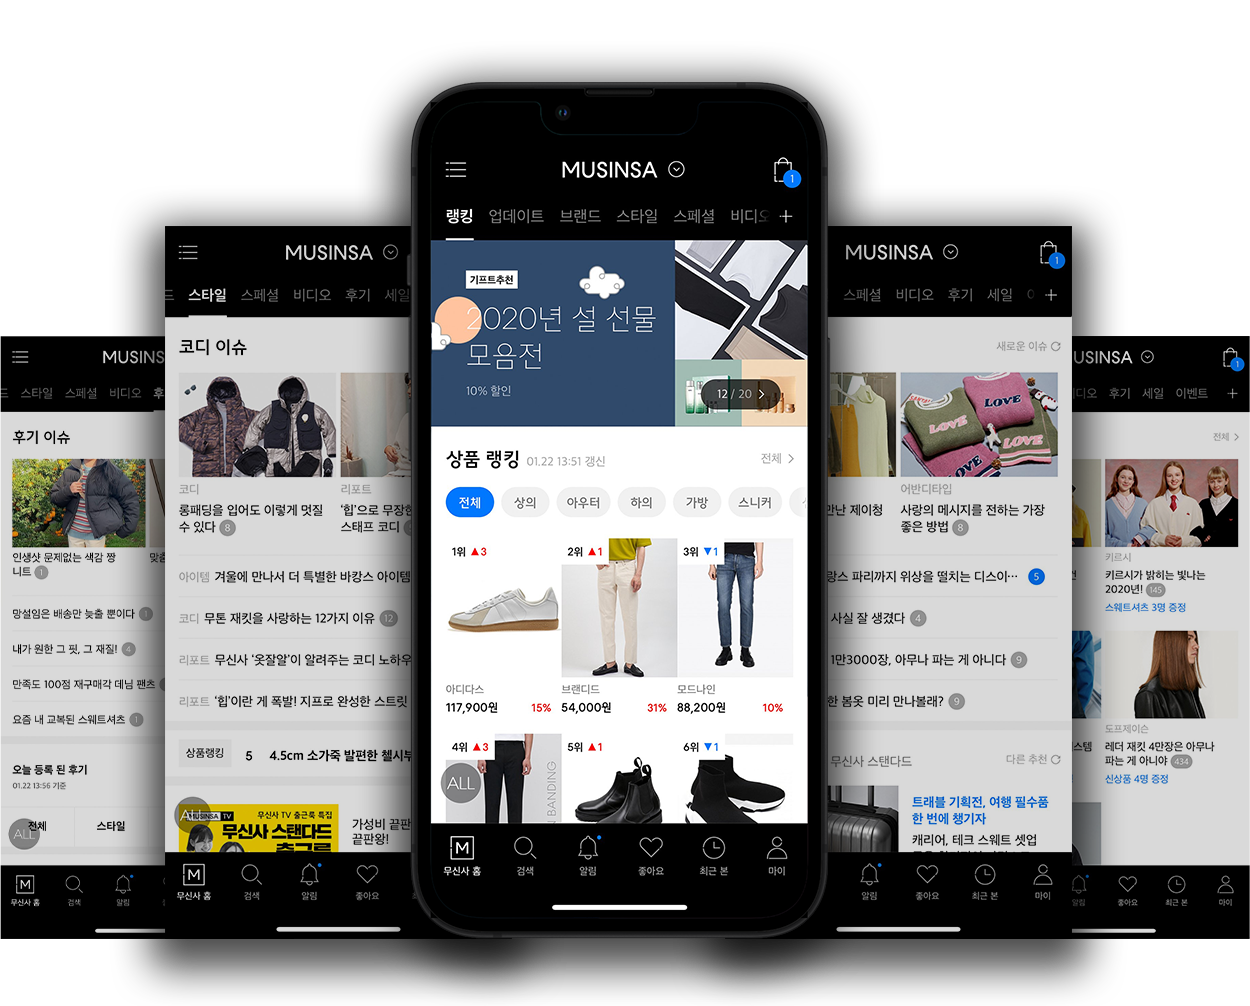 MUSINSA
1
랭킹 업데이트 브랜드 스타일 스페셜 비디오 +
기프트추천
2020년 설 선물
모음전
10% 할인
12 / 20
상품 랭킹 01.22 13:51 갱신
전체
전체 상의 아우터 하의 가방 스니커
1위 ▲3 2위 ▲1 3위 ▼1
아디다스 브랜디드 모드나인
117,900원 15% 54,000원 31% 88,200원 10%
4위 ▲3 5위 ▲1 6위 ▼1
ALL
N BANDING
M
무신사 홈 검색 알림 좋아요 최근 본 마이
MUSINSA
스타일 스페셜 비디오 후기 세일
코디 이슈
코디 리포트
롱패딩을 입어도 이렇게 멋질
수 있다 8
'힙'으로 무장한
스태프 코디
아이템 겨울에 만나서 더 특별한 바캉스 아이템
코디 무톤 재킷을 사랑하는 12가지 이유 12
리포트 무신사 '옷잘알'이 알려주는 코디 노하우
리포트 '힙'이란 게 폭발! 지프로 완성한 스트릿
상품랭킹 5 4.5cm 소가죽 발편한 첼시부
ALL
MUSINSA TV
무신사 TV 출근룩 특집
무신사 스탠다드
출근룩
가성비 끝판
끝판왕!
M
무신사 홈 검색 알림 좋아요
MUSINS
스타일 스페셜 비디오 후
후기 이슈
인생샷 문제없는 색감 짱
니트 1
맞춤
망설임은 배송만 늦출 뿐이다 1
내가 원한 그 핏, 그 재질! 4
만족도 100점 재구매각 데님 팬츠
요즘 내 교복된 스웨트셔츠 1
오늘 등록 된 후기
01.22 13:56 기준
전체 스타일
ALL
M
무신사 홈 검색 알림
MUSINSA
1
스페셜 비디오 후기 세일 +
새로운 이슈
어반디타입
만난 제이청
사랑의 메시지를 전하는 가장
좋은 방법 8
랑스 파리까지 위상을 떨치는 디스이… 5
사실 잘 생겼다 4
1만3000장, 아무나 파는 게 아니다 9
한 봄옷 미리 만나볼래? 9
무신사 스탠다드 다른 추천
트래블 기획전, 여행 필수품
한 번에 챙기자
캐리어, 테크 스웨트 셋업
알림 좋아요 최근 본 마이
USINSA
1
비디오 후기 세일 이벤트 +
전체
키르시
키르시가 밝히는 빛나는
2020년! 145
스웨트셔츠 3명 증정
도프제이슨
레더 재킷 4만장은 아무나
파는 게 아니야 434
신상품 4명 증정
스템
알림 좋아요 최근 본 마이